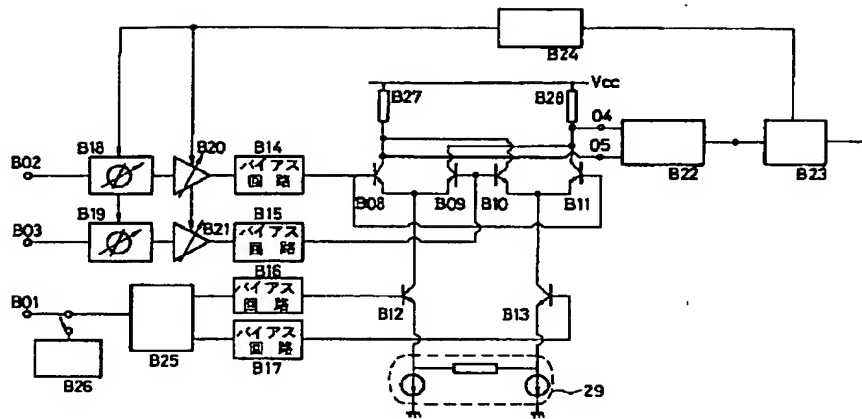 B24
Vcc
B27
B28
04
05
B18
B20
B14
B02
バイアス
回路
B08
B09
B10
B11
B22
B23
B19
B21
B15
B03
バイアス
回 路
B16
B01
バイアス
回 路
B12
B13
B25
バイアス
回 路
B17
B26
29